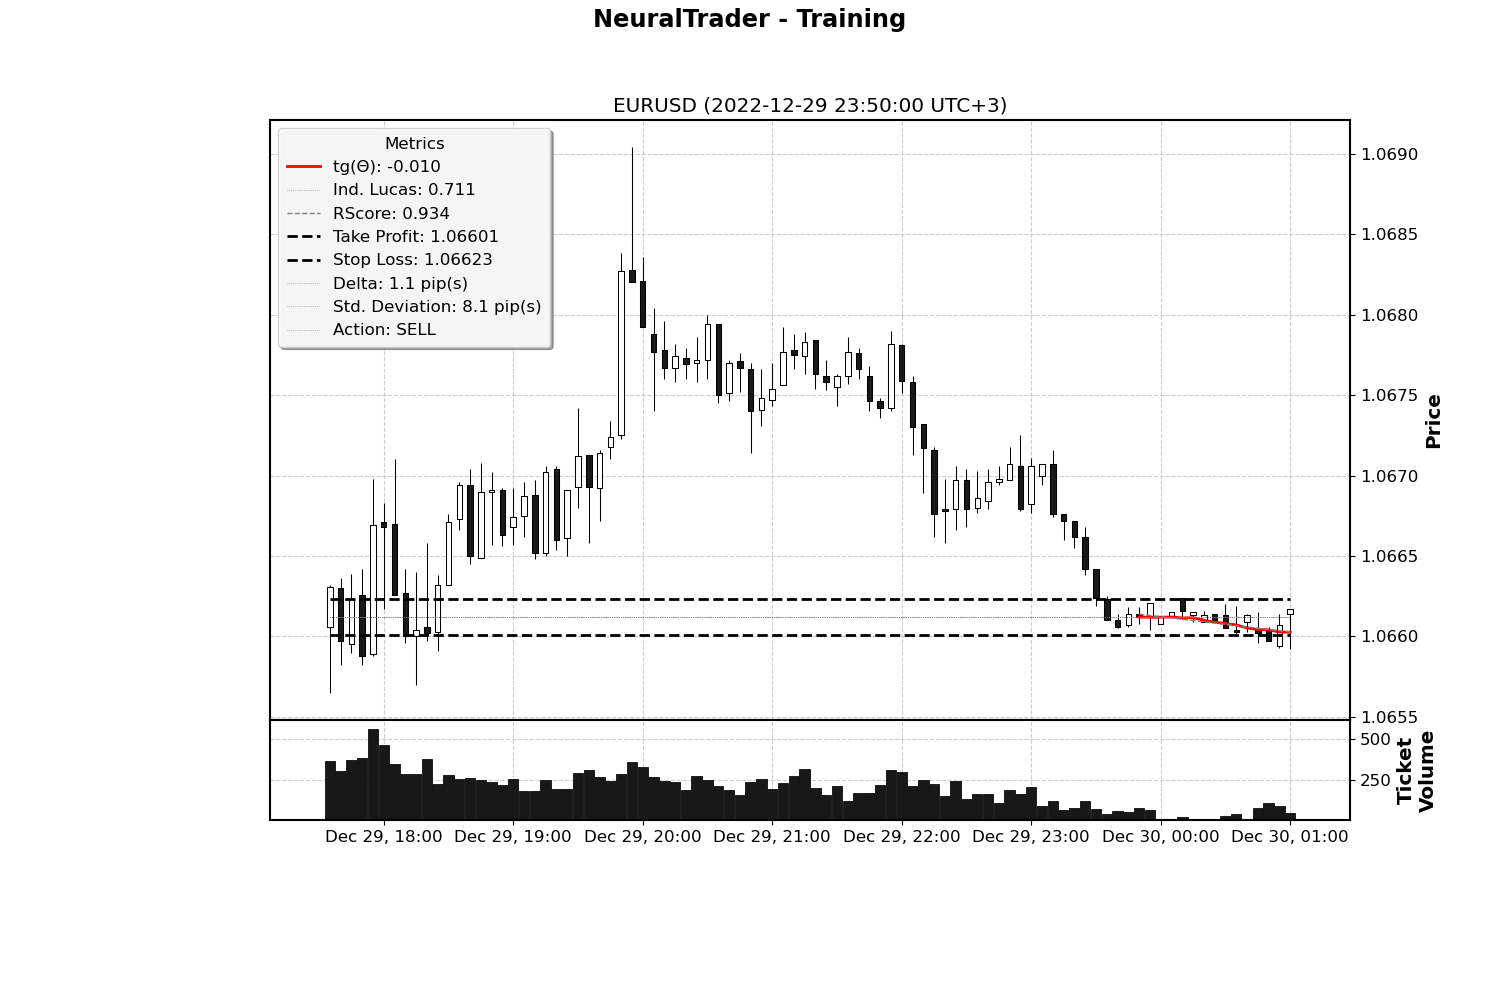 NeuralTrader - Training
EURUSD (2022-12-29 23:50:00 UTC+3)
Metrics
tg(Θ): -0.010
Ind. Lucas: 0.711
RScore: 0.934
Take Profit: 1.06601
Stop Loss: 1.06623
Delta: 1.1 pip(s)
Std. Deviation: 8.1 pip(s)
Action: SELL
1.0690
1.0685
1.0680
1.0675
1.0670
1.0665
1.0660
1.0655
Price
500
250
Ticket
Volume
Dec 29, 18:00
Dec 29, 19:00
Dec 29, 20:00
Dec 29, 21:00
Dec 29, 22:00
Dec 29, 23:00
Dec 30, 00:00
Dec 30, 01:00